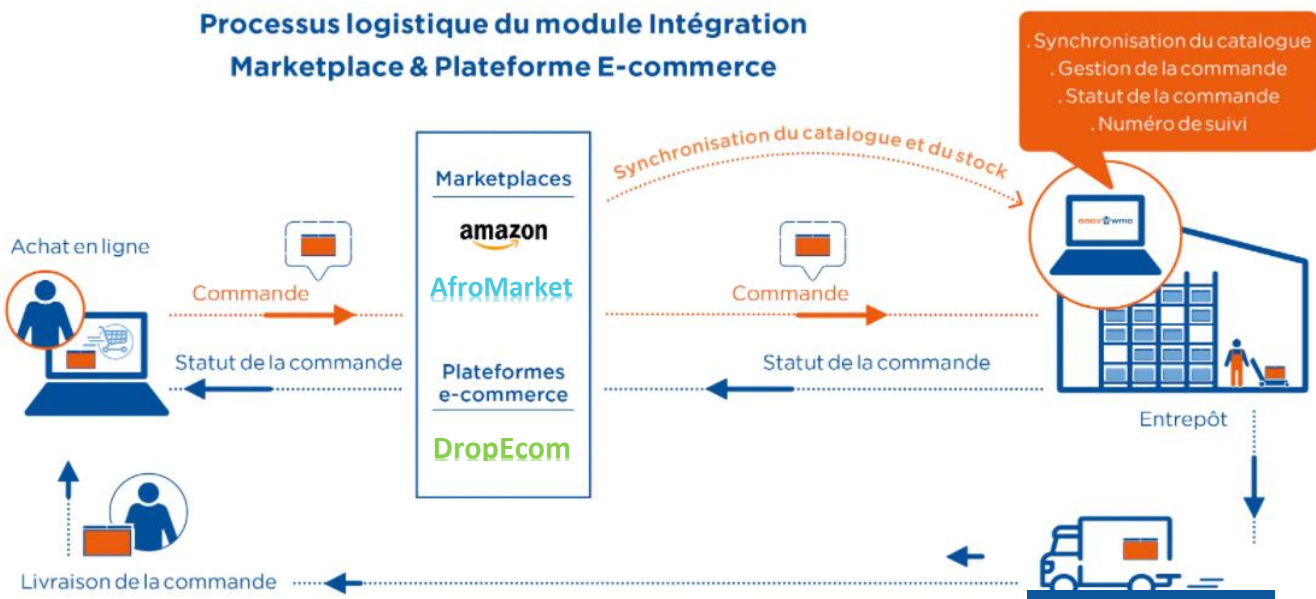 Processus logistique du module Intégration
Marketplace & Plateforme E-commerce
. Synchronisation du catalogue
. Gestion de la commande
. Statut de la commande
. Numéro de suivi
Synchronisation du catalogue et du stock
Marketplaces
amazon
AfroMarket
Plateformes
e-commerce
DropEcom
Achat en ligne
Commande
Statut de la commande
Commande
Statut de la commande
Entrepôt
Livraison de la commande